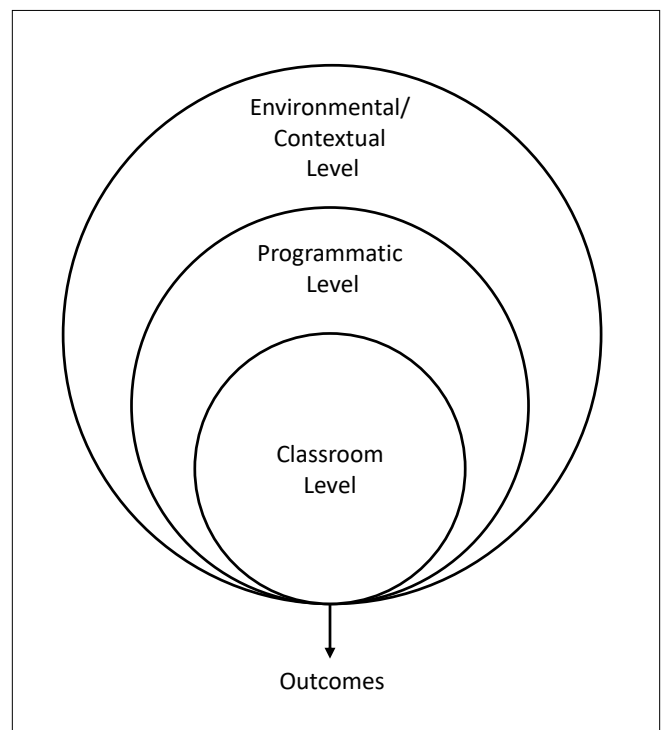 Environmental/
Contextual
Level
Programmatic
Level
Classroom
Level
Outcomes